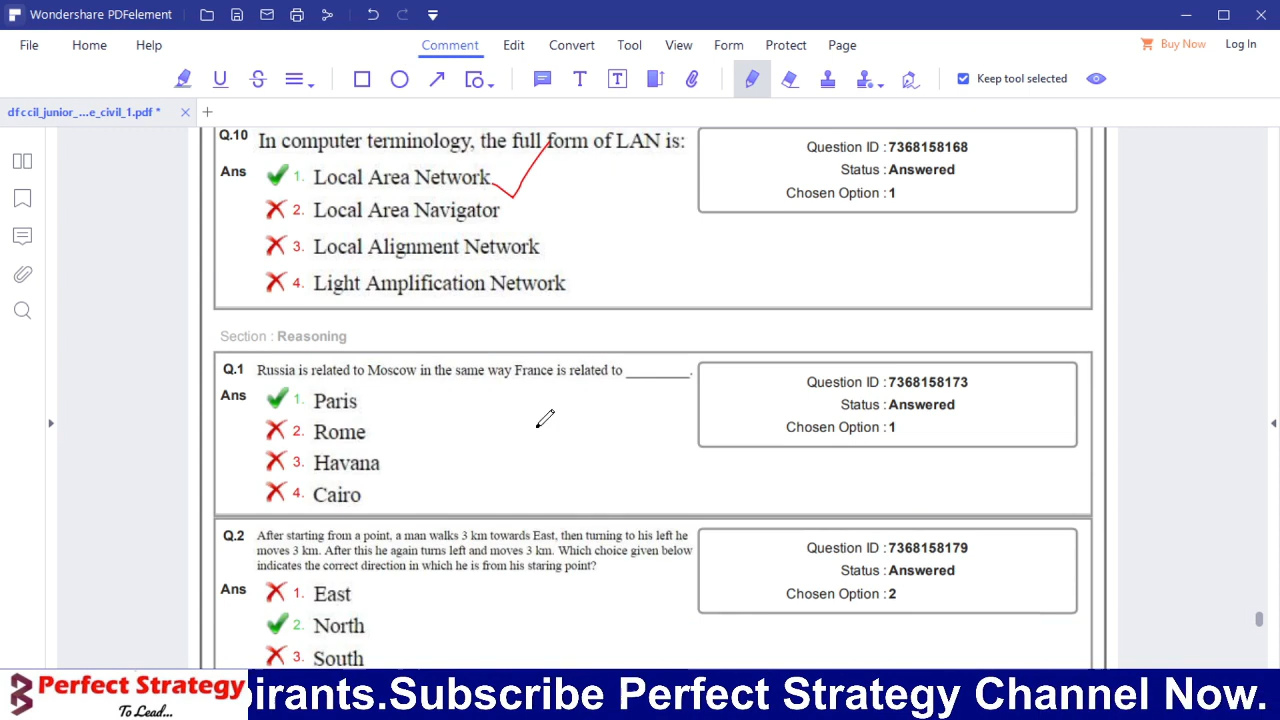 Wondershare PDFelement
File Home Help Comment Edit Convert Tool View Form Protect Page Buy Now Log In
Keep tool selected
dfccil_junior_...e_civil_1.pdf *
Q.10 In computer terminology, the full form of LAN is:
Ans
1. Local Area Network
2. Local Area Navigator
3. Local Alignment Network
4. Light Amplification Network
Question ID : 7368158168
Status : Answered
Chosen Option : 1
Section : Reasoning
Q.1 Russia is related to Moscow in the same way France is related to _________.
Ans
1. Paris
2. Rome
3. Havana
4. Cairo
Question ID : 7368158173
Status : Answered
Chosen Option : 1
Q.2 After starting from a point, a man walks 3 km towards East, then turning to his left he
moves 3 km. After this he again turns left and moves 3 km. Which choice given below
indicates the correct direction in which he is from his staring point?
Ans
1. East
2. North
3. South
Question ID : 7368158179
Status : Answered
Chosen Option : 2
Perfect Strategy
To Lead...
pirants.Subscribe Perfect Strategy Channel Now.